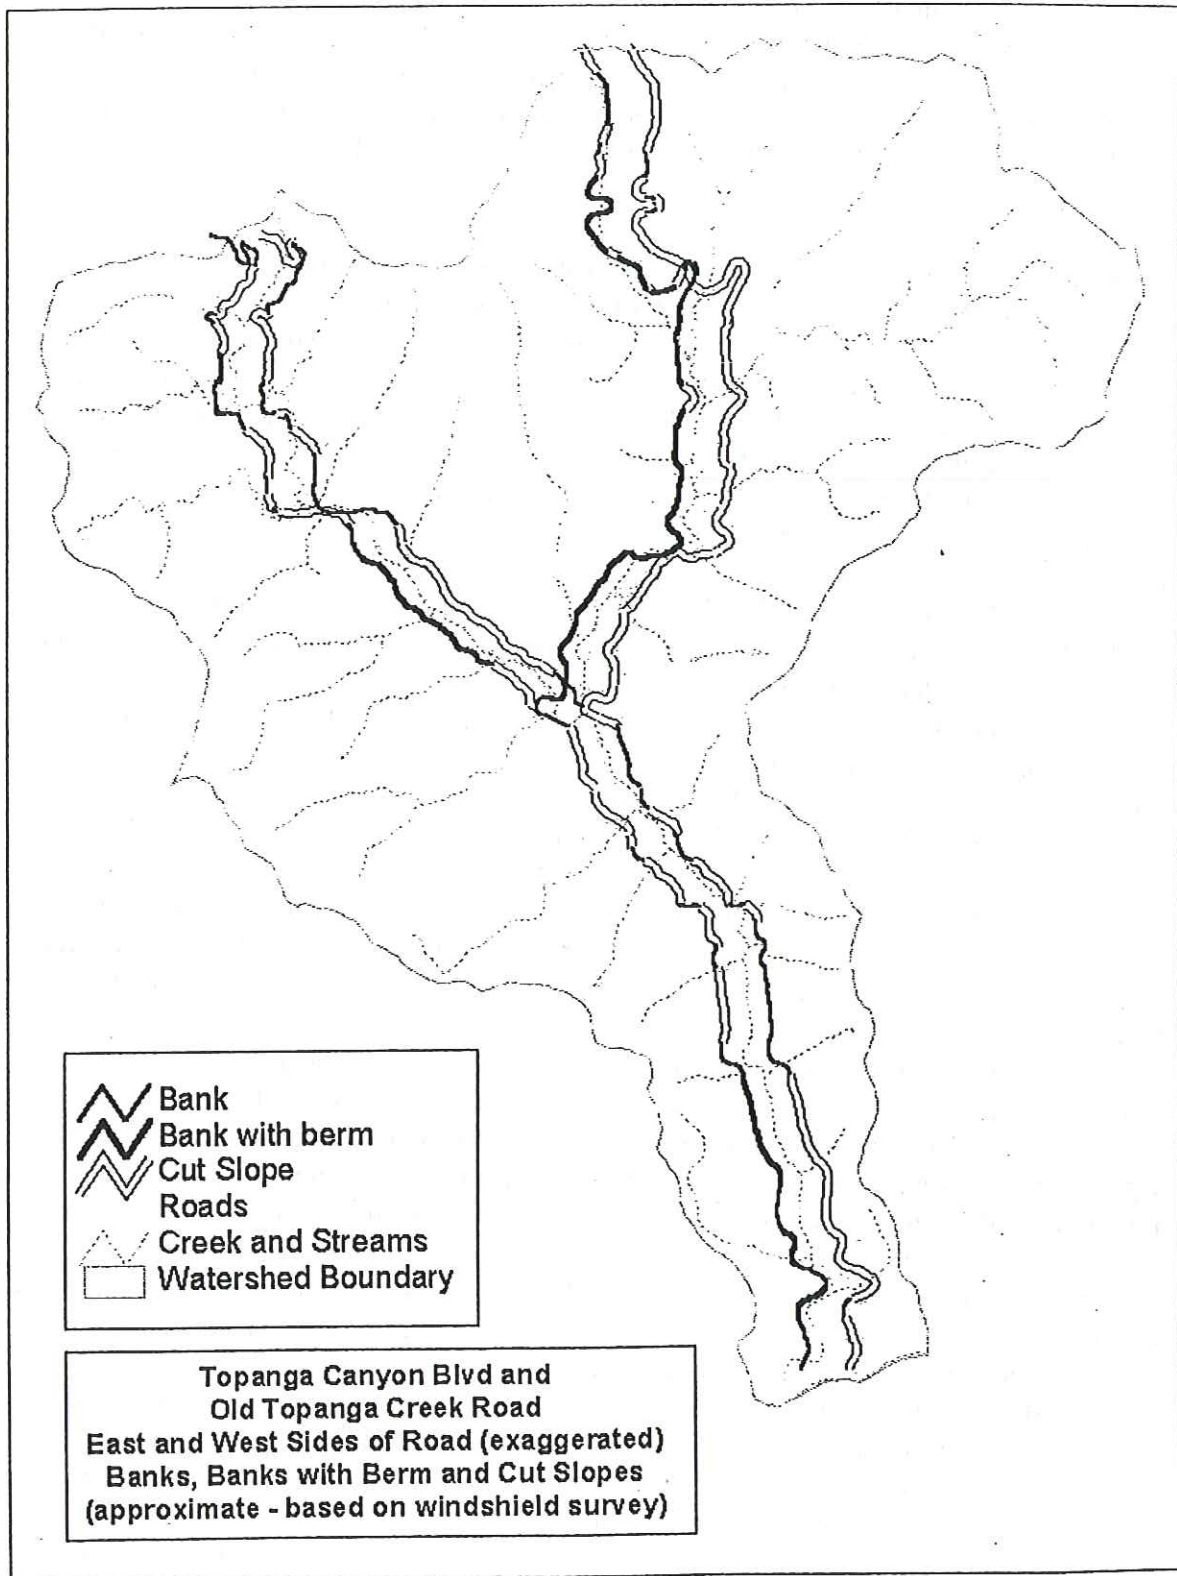 Bank
Bank with berm
Cut Slope
Roads
Creek and Streams
Watershed Boundary
Topanga Canyon Blvd and
Old Topanga Creek Road
East and West Sides of Road (exaggerated)
Banks, Banks with Berm and Cut Slopes
(approximate - based on windshield survey)